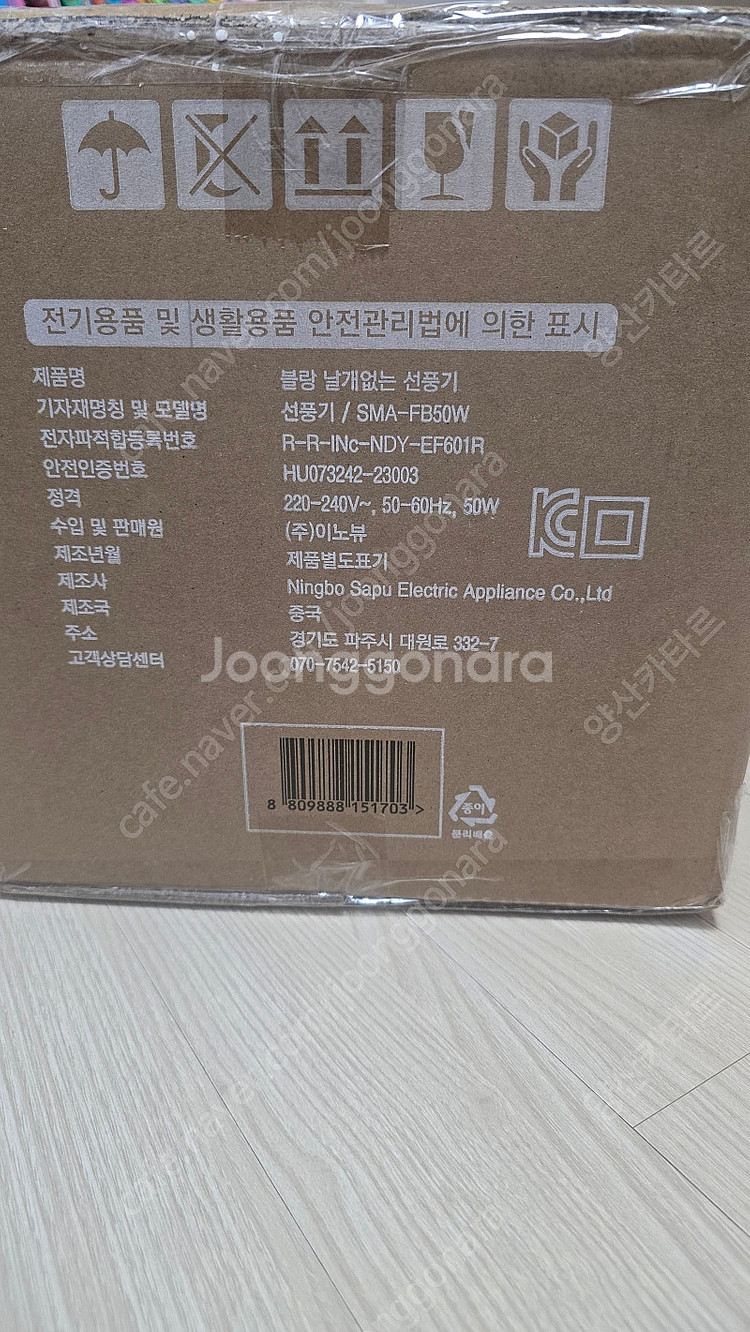 전기용품 및 생활용품 안전관리법에 의한 표시
제품명 블랑 날개없는 선풍기
기자재명칭 및 모델명 선풍기 / SMA-FB50W
전자파적합등록번호 R-R-INc-NDY-EF601R
안전인증번호 HU073242-23003
정격 220-240V~, 50-60Hz, 50W
수입 및 판매원 (주)이노뷰
제조년월 제품별도표기
제조사 Ningbo Sapu Electric Appliance Co.,Ltd
제조국 중국
주소 경기도 파주시 대원로 332-7
고객상담센터 070-7542-5150
Joonggonara
8 809888 151703 >
종이
분리배출
cafe.naver.com/joonggonara
양산카타르